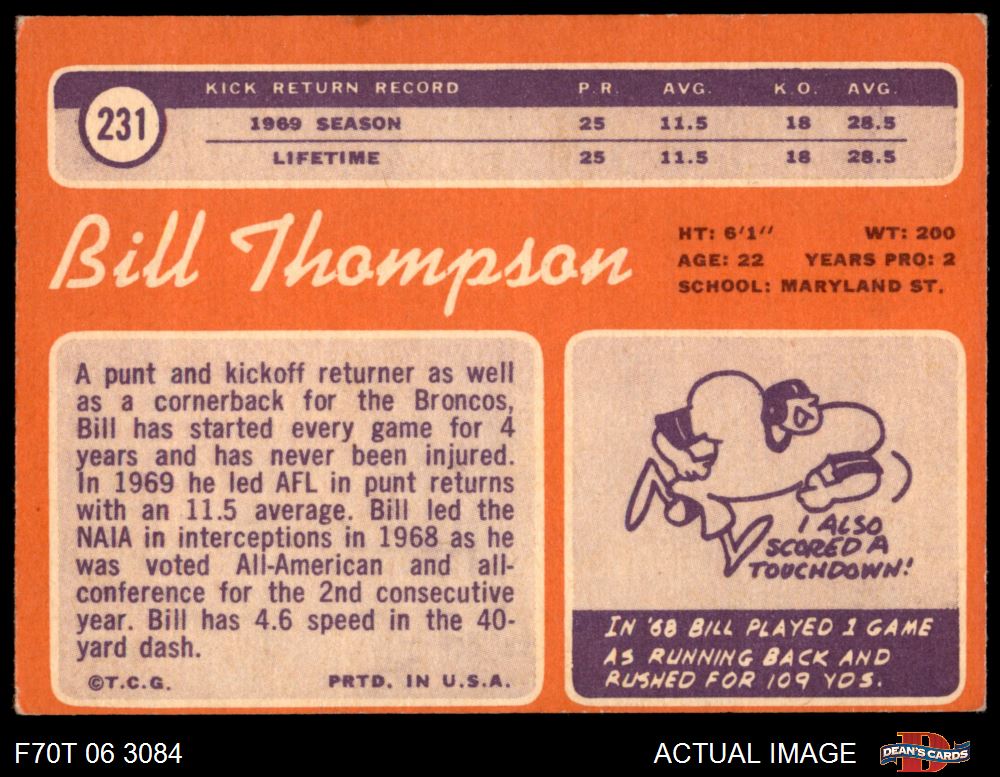 KICK RETURN RECORD P.R. AVG. K.O. AVG.
231
1969 SEASON 25 11.5 18 28.5
LIFETIME 25 11.5 18 28.5
Bill Thompson
HT: 6'1" WT: 200
AGE: 22 YEARS PRO: 2
SCHOOL: MARYLAND ST.
A punt and kickoff returner as well
as a cornerback for the Broncos,
Bill has started every game for 4
years and has never been injured.
In 1969 he led AFL in punt returns
with an 11.5 average. Bill led the
NAIA in interceptions in 1968 as he
was voted All-American and all-
conference for the 2nd consecutive
year. Bill has 4.6 speed in the 40-
yard dash.
©T.C.G. PRTD. IN U.S.A.
I ALSO
SCORED A
TOUCHDOWN!
IN '68 BILL PLAYED 1 GAME
AS RUNNING BACK AND
RUSHED FOR 109 YDS.
F70T 06 3084 ACTUAL IMAGE D DEAN'S CARDS